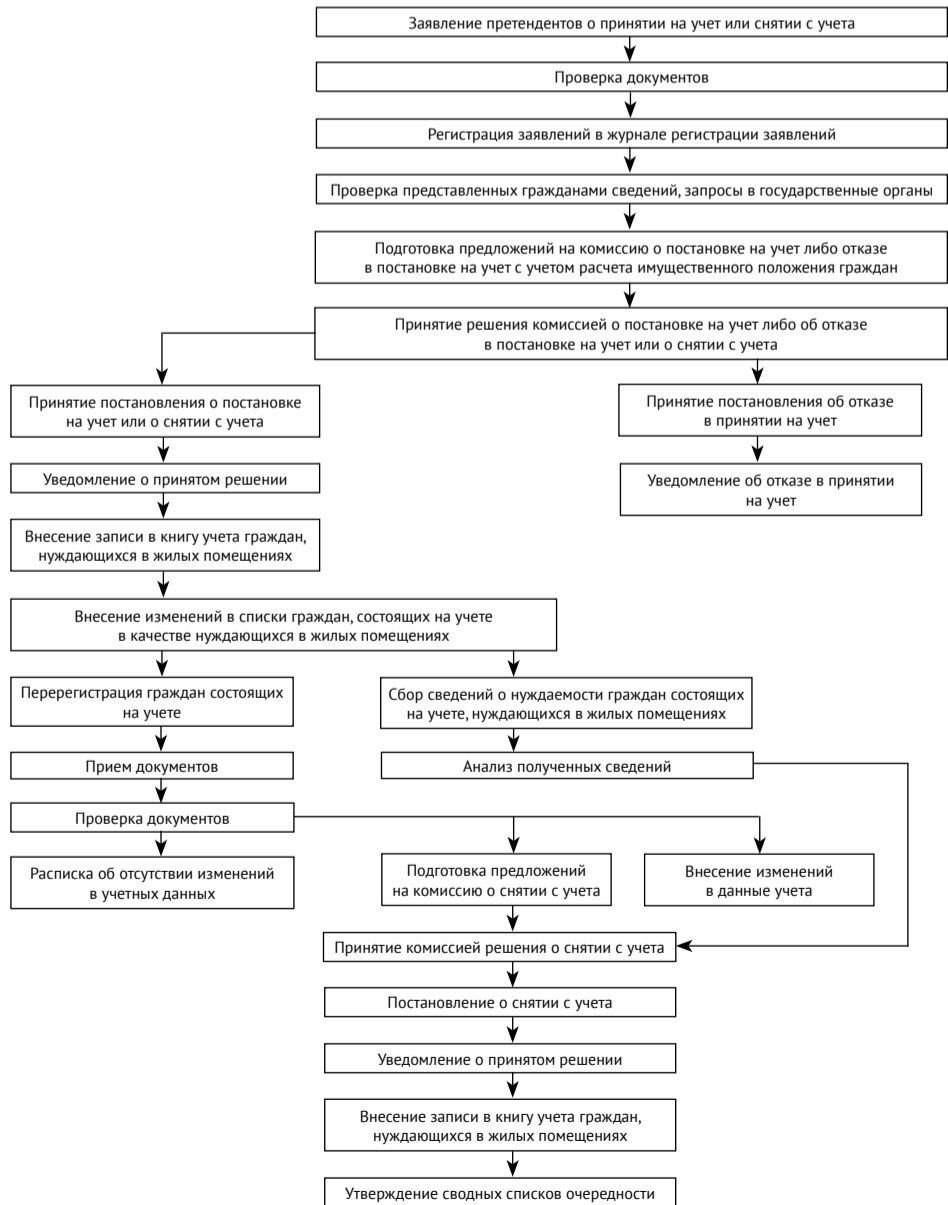 Заявление претендентов о принятии на учет или снятии с учета
Проверка документов
Регистрация заявлений в журнале регистрации заявлений
Проверка представленных гражданами сведений, запросы в государственные органы
Подготовка предложений на комиссию о постановке на учет либо отказе
в постановке на учет с учетом расчета имущественного положения граждан
Принятие решения комиссией о постановке на учет либо об отказе
в постановке на учет или о снятии с учета
Принятие постановления о постановке
на учет или о снятии с учета
Уведомление о принятом решении
Внесение записи в книгу учета граждан,
нуждающихся в жилых помещениях
Принятие постановления об отказе
в принятии на учет
Уведомление об отказе в принятии
на учет
Внесение изменений в списки граждан, состоящих на учете
в качестве нуждающихся в жилых помещениях
Перерегистрация граждан состоящих
на учете
Прием документов
Проверка документов
Расписка об отсутствии изменений
в учетных данных
Сбор сведений о нуждаемости граждан состоящих
на учете, нуждающихся в жилых помещениях
Анализ полученных сведений
Подготовка предложений
на комиссию о снятии с учета
Внесение изменений
в данные учета
Принятие комиссией решения о снятии с учета
Постановление о снятии с учета
Уведомление о принятом решении
Внесение записи в книгу учета граждан,
нуждающихся в жилых помещениях
Утверждение сводных списков очередности